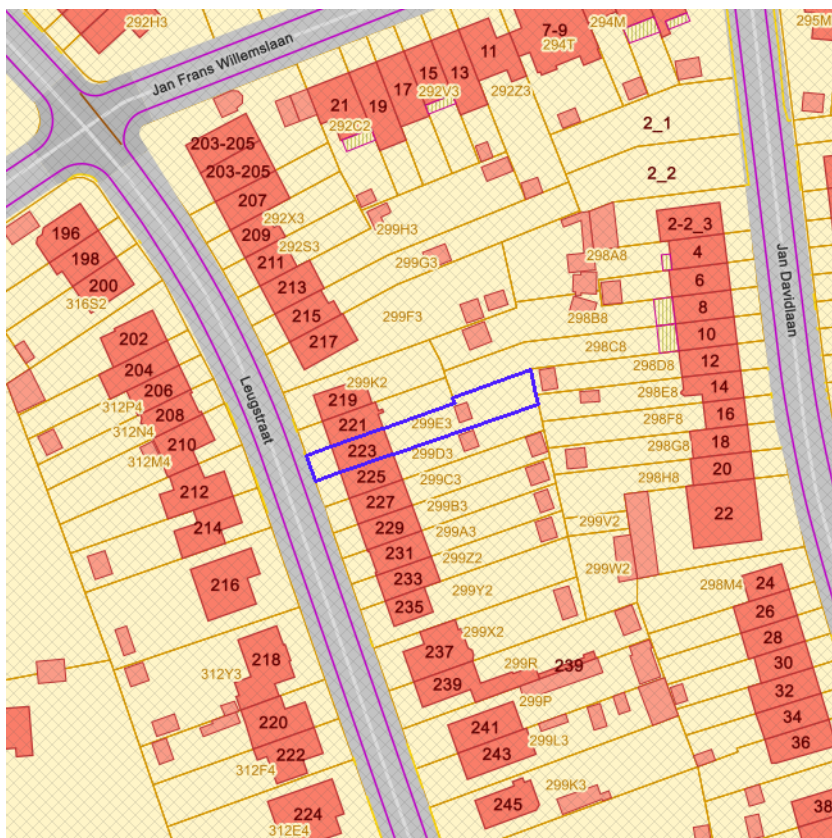 292H3
Jan Frans Willemslaan
7-9
294T
294M
295M
11
13
15
17
19
21
292V3
292Z3
292C2
203-205
203-205
207
209
211
213
215
217
292X3
292S3
299H3
299G3
299F3
2_1
2_2
2-2_3
4
6
8
10
12
14
16
18
20
22
298A8
298B8
298C8
298D8
298E8
298F8
298G8
298H8
Jan Davidlaan
196
198
200
316S2
202
204
206
208
210
212
214
216
312P4
312N4
312M4
Leugstraat
299K2
219
221
223
225
227
229
231
233
235
299E3
299D3
299C3
299B3
299A3
299Z2
299Y2
299X2
299V2
299W2
298M4
24
26
28
30
32
34
36
38
218
220
222
224
312Y3
312F4
312E4
237
239
299R
239
299P
241
243
299L3
245
299K3